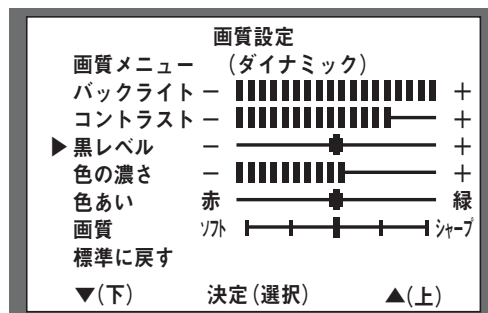 画質設定
画質メニュー (ダイナミック)
バックライト − +
コントラスト − +
▶黒レベル − +
色の濃さ − +
色あい 赤 緑
画質 ソフト シャープ
標準に戻す
▼(下) 決定(選択) ▲(上)